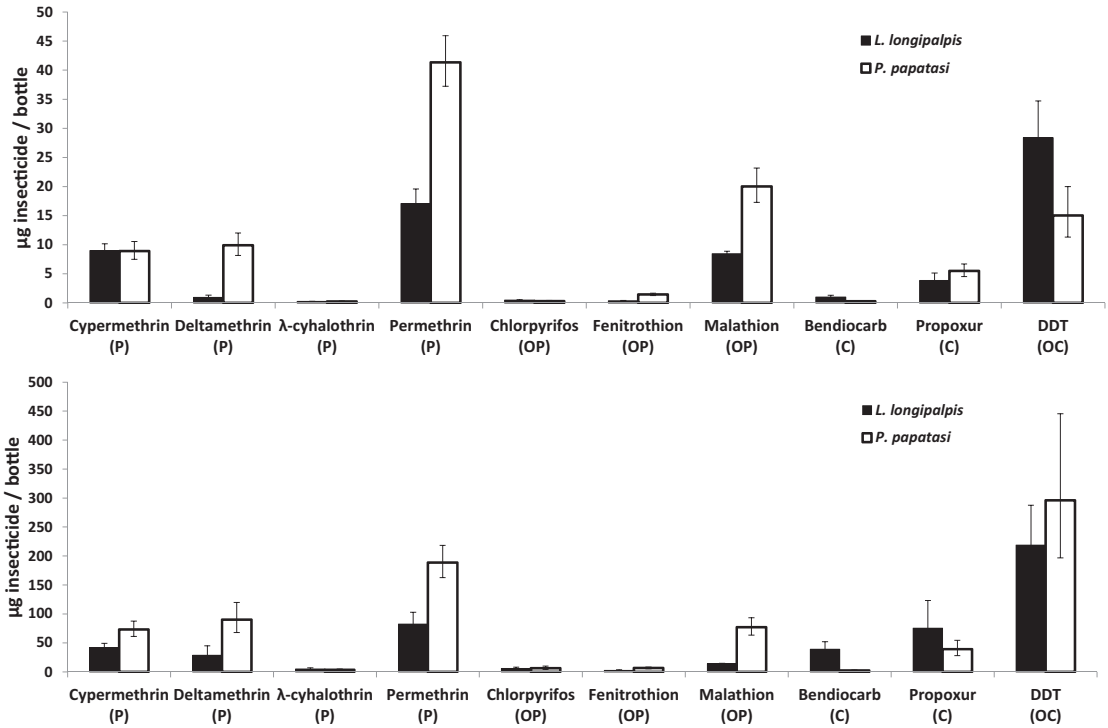 50
45
40
35
30
25
20
15
10
5
0
µg insecticide / bottle
L. longipalpis
P. papatasi
Cypermethrin Deltamethrin λ-cyhalothrin Permethrin Chlorpyrifos Fenitrothion Malathion Bendiocarb Propoxur DDT
(P) (P) (P) (P) (OP) (OP) (OP) (C) (C) (OC)
500
450
400
350
300
250
200
150
100
50
0
µg insecticide / bottle
L. longipalpis
P. papatasi
Cypermethrin Deltamethrin λ-cyhalothrin Permethrin Chlorpyrifos Fenitrothion Malathion Bendiocarb Propoxur DDT
(P) (P) (P) (P) (OP) (OP) (OP) (C) (C) (OC)